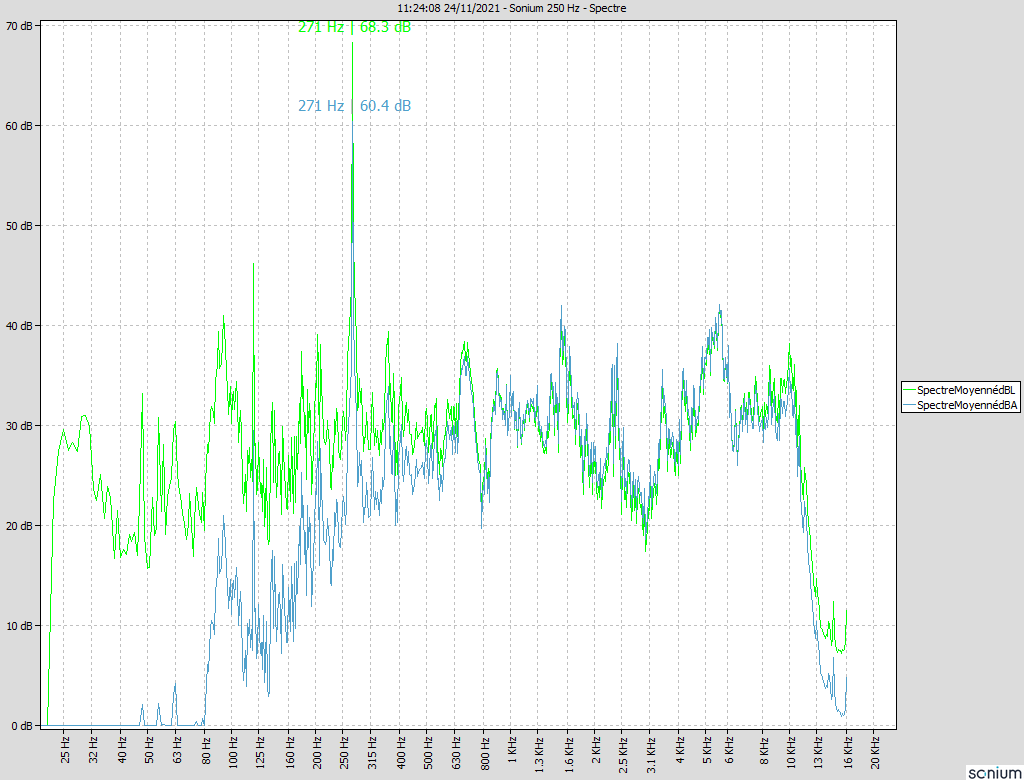 11:24:08 24/11/2021 - Sonium 250 Hz - Spectre
70 dB
271 Hz | 68.3 dB
271 Hz | 60.4 dB
60 dB
50 dB
40 dB
30 dB
20 dB
10 dB
0 dB
SpectreMoyennédBL
SpectreMoyennédBA
25 Hz
32 Hz
40 Hz
50 Hz
63 Hz
80 Hz
100 Hz
125 Hz
160 Hz
200 Hz
250 Hz
315 Hz
400 Hz
500 Hz
630 Hz
800 Hz
1 KHz
1.3 KHz
1.6 KHz
2 KHz
2.5 KHz
3.1 KHz
4 KHz
5 KHz
6 KHz
8 KHz
10 KHz
13 KHz
16 KHz
20 KHz
sonium